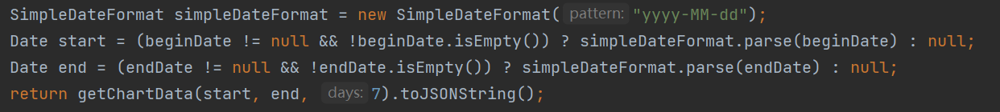 SimpleDateFormat simpleDateFormat = new SimpleDateFormat( pattern: "yyyy-MM-dd");
Date start = (beginDate != null && !beginDate.isEmpty()) ? simpleDateFormat.parse(beginDate) : null;
Date end = (endDate != null && !endDate.isEmpty()) ? simpleDateFormat.parse(endDate) : null;
return getChartData(start, end, days: 7).toJSONString();